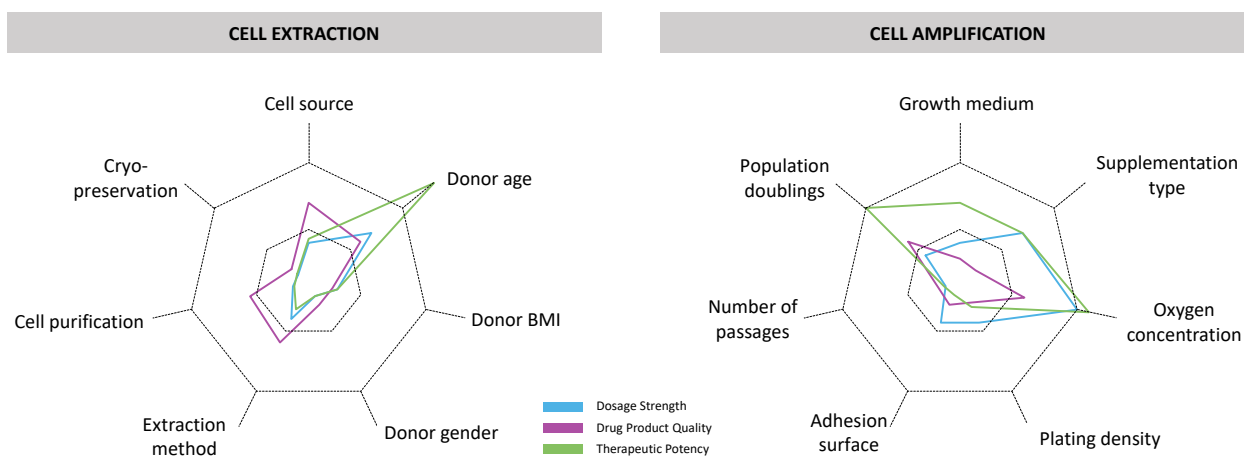 CELL EXTRACTION
Cell source
Cryo-
preservation
Donor age
Cell purification
Donor BMI
Extraction
method
Donor gender
CELL AMPLIFICATION
Growth medium
Population
doublings
Supplementation
type
Number of
passages
Oxygen
concentration
Adhesion
surface
Plating density
Dosage Strength
Drug Product Quality
Therapeutic Potency